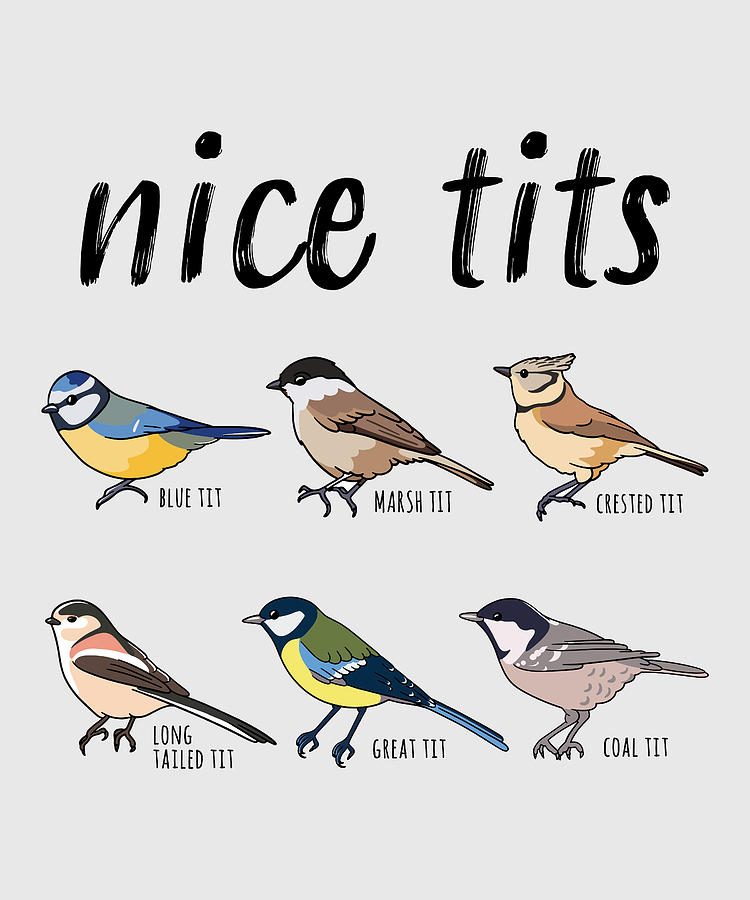 nice tits
BLUE TIT
MARSH TIT
CRESTED TIT
LONG
TAILED TIT
GREAT TIT
COAL TIT